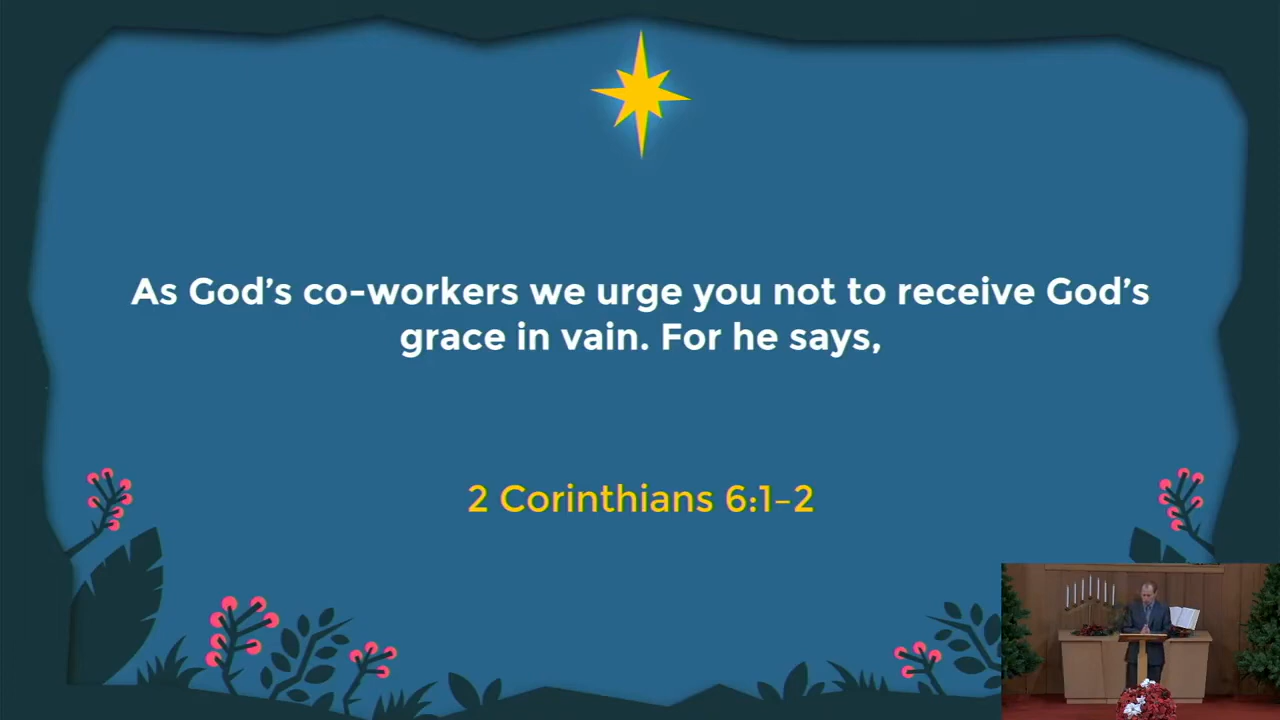 As God’s co-workers we urge you not to receive God’s
grace in vain. For he says,
2 Corinthians 6:1–2